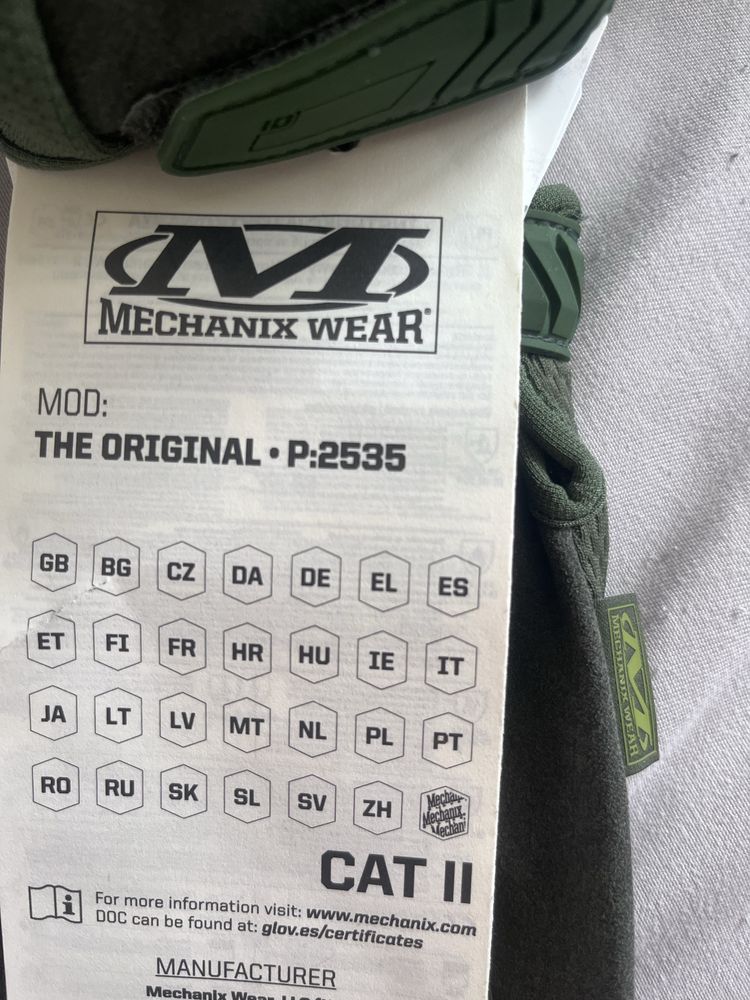 MECHANIX WEAR®
MOD:
THE ORIGINAL • P:2535
GB BG CZ DA DE EL ES
ET FI FR HR HU IE IT
JA LT LV MT NL PL PT
RO RU SK SL SV ZH
CAT II
For more information visit: www.mechanix.com
DOC can be found at: glov.es/certificates
MANUFACTURER
Mechanix Wear
MECHANIX WEAR